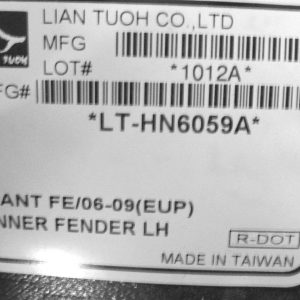 LIAN TUOH CO.,LTD
TUOH
MFG
LOT# *1012A*
FG#
*LT-HN6059A*
ANT FE/06-09(EUP)
NNER FENDER LH
R-DOT
MADE IN TAIWAN